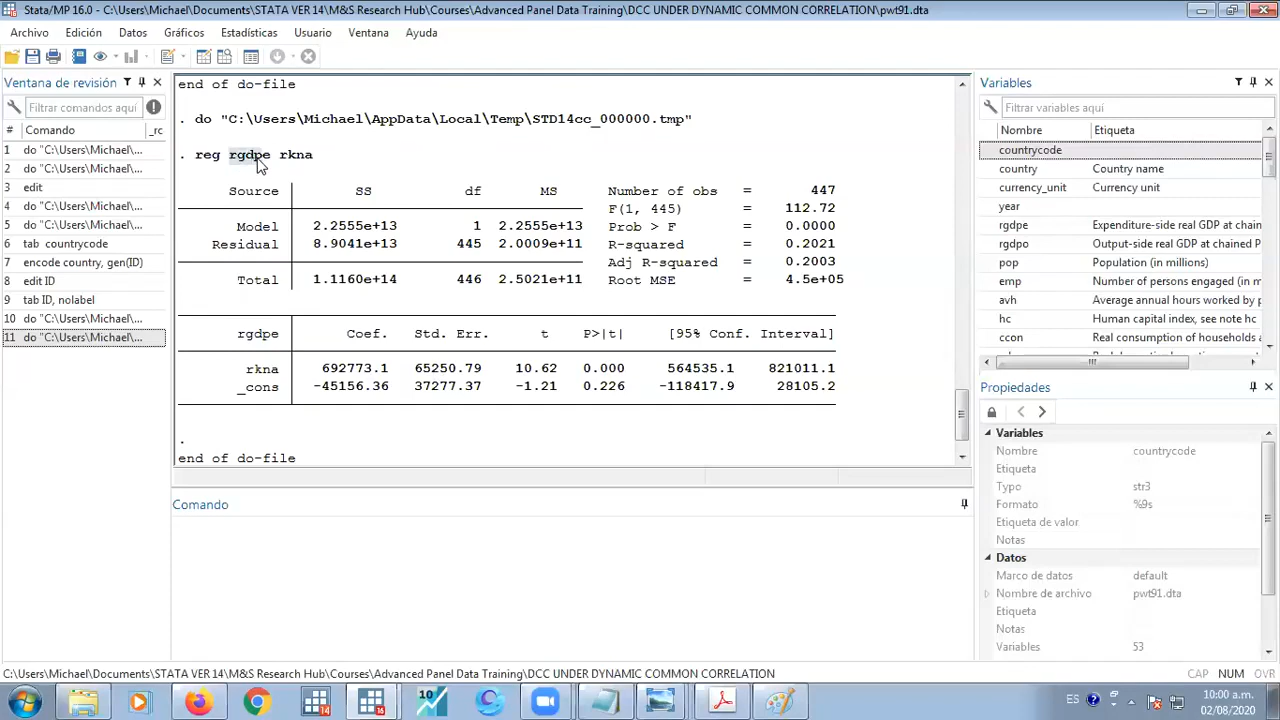 Stata/MP 16.0 - C:\Users\Michael\Documents\STATA VER 14\M&S Research Hub\Courses\Advanced Panel Data Training\DCC UNDER DYNAMIC COMMON CORRELATION\pwt91.dta
Archivo Edición Datos Gráficos Estadísticas Usuario Ventana Ayuda
Ventana de revisión
Filtrar comandos aquí
# Comando _rc
1 do "C:\Users\Michael\...
2 do "C:\Users\Michael\...
3 edit
4 do "C:\Users\Michael\...
5 do "C:\Users\Michael\...
6 tab countrycode
7 encode country, gen(ID)
8 edit ID
9 tab ID, nolabel
10 do "C:\Users\Michael\...
11 do "C:\Users\Michael\...
end of do-file
. do "C:\Users\Michael\AppData\Local\Temp\STD14cc_000000.tmp"
. reg rgdpe rkna
Source SS df MS Number of obs = 447
F(1, 445) = 112.72
Model 2.2555e+13 1 2.2555e+13 Prob > F = 0.0000
Residual 8.9041e+13 445 2.0009e+11 R-squared = 0.2021
Adj R-squared = 0.2003
Total 1.1160e+14 446 2.5021e+11 Root MSE = 4.5e+05
rgdpe Coef. Std. Err. t P>|t| [95% Conf. Interval]
rkna 692773.1 65250.79 10.62 0.000 564535.1 821011.1
_cons -45156.36 37277.37 -1.21 0.226 -118417.9 28105.2
.
end of do-file
Comando
Variables
Filtrar variables aquí
Nombre Etiqueta
countrycode
country Country name
currency_unit Currency unit
year
rgdpe Expenditure-side real GDP at chained
rgdpo Output-side real GDP at chained P
pop Population (in millions)
emp Number of persons engaged (in m
avh Average annual hours worked by p
hc Human capital index, see note hc
ccon Real consumption of households a
Propiedades
Variables
Nombre countrycode
Etiqueta
Typo str3
Formato %9s
Etiqueta de valor
Notas
Datos
Marco de datos default
Nombre de archivo pwt91.dta
Etiqueta
Notas
Variables 53
C:\Users\Michael\Documents\STATA VER 14\M&S Research Hub\Courses\Advanced Panel Data Training\DCC UNDER DYNAMIC COMMON CORRELATION
CAP NUM OVR
14
16
10
ES
10:00 a.m.
02/08/2020